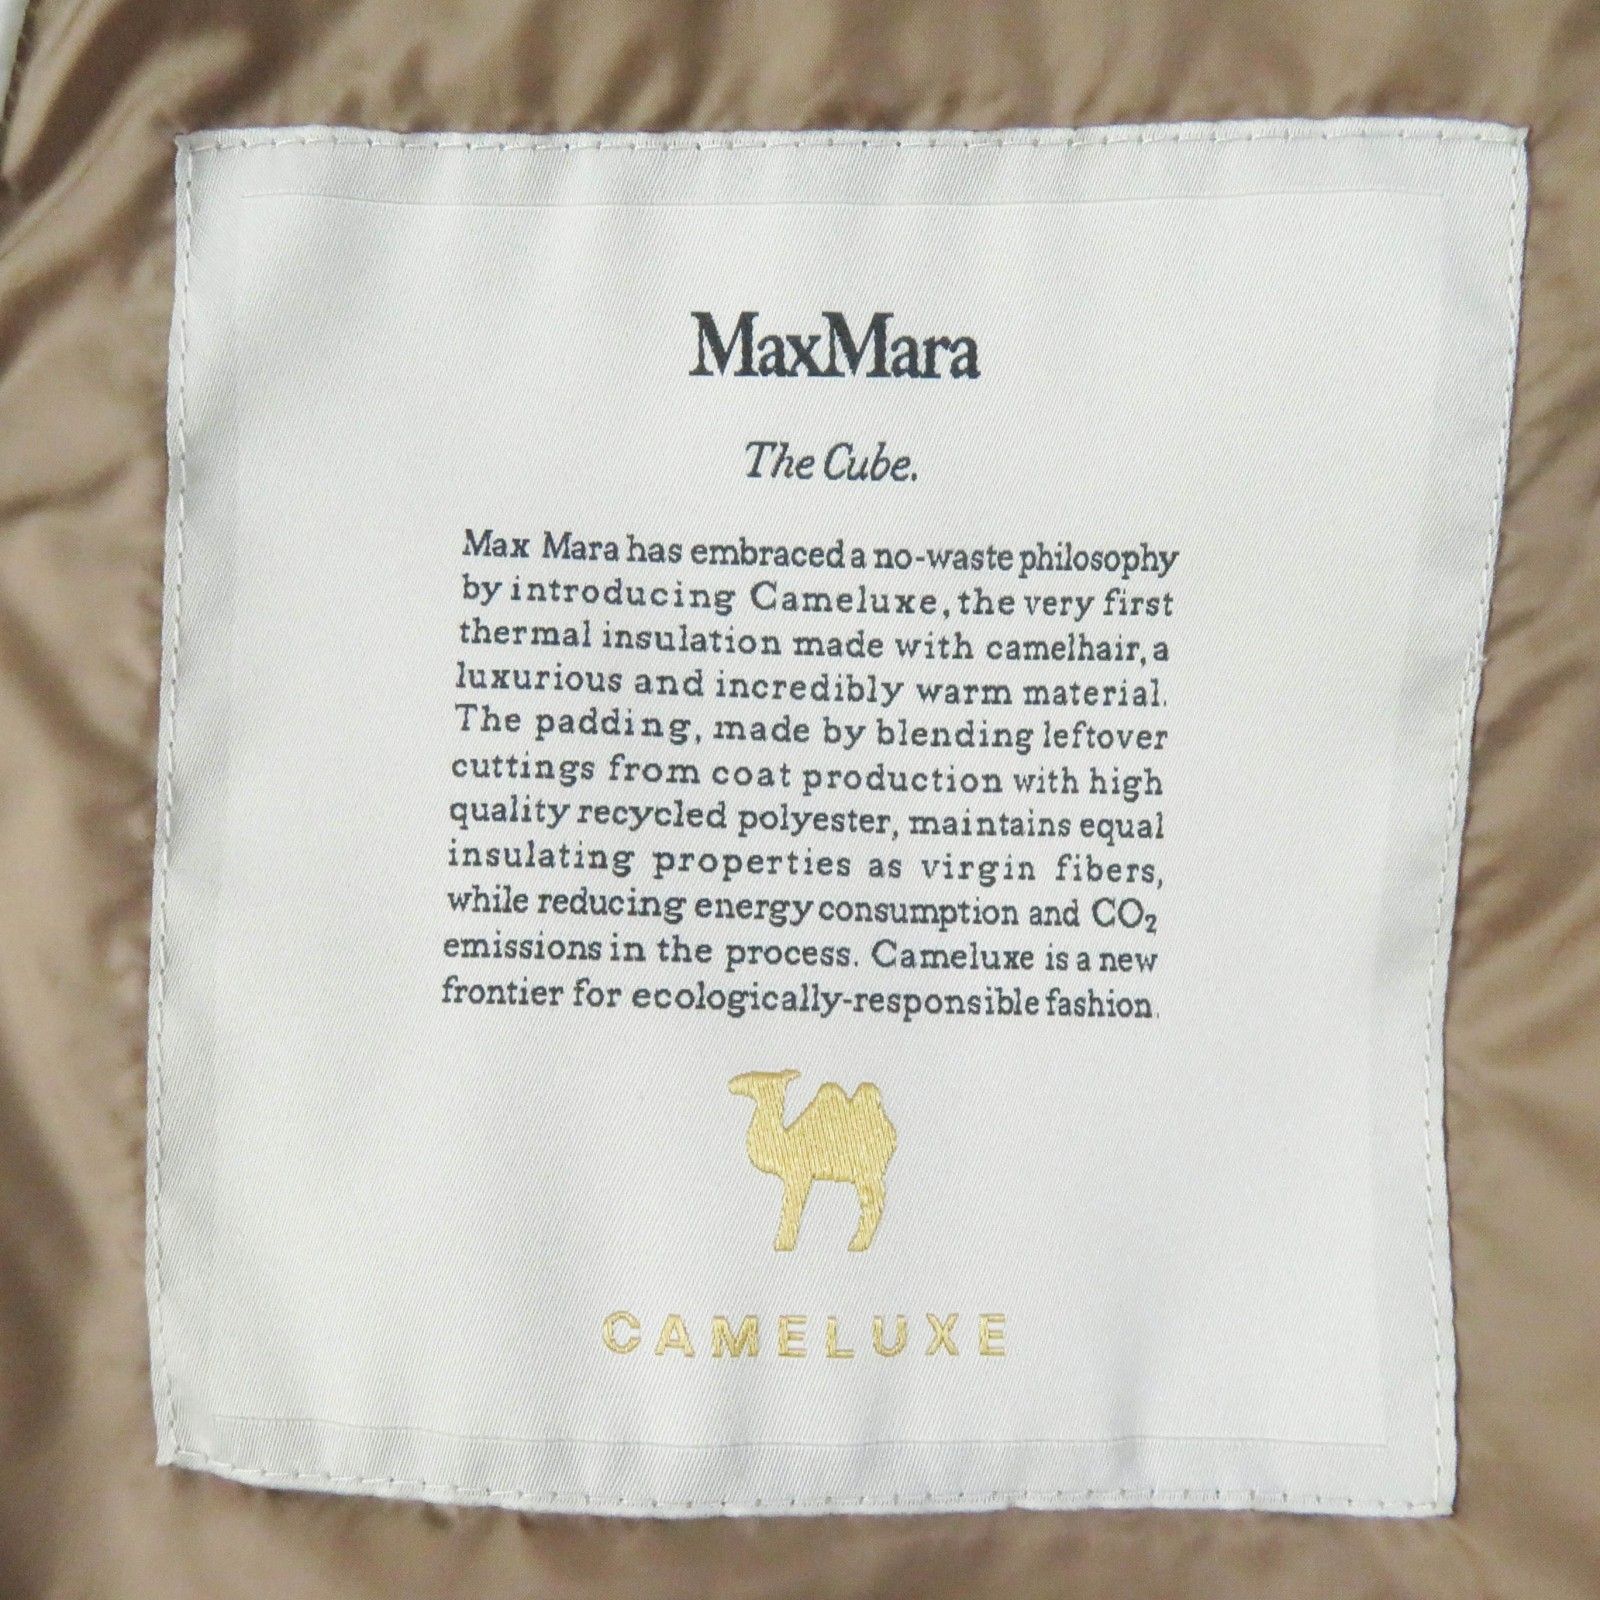 MaxMara
The Cube.
Max Mara has embraced a no-waste philosophy
by introducing Cameluxe, the very first
thermal insulation made with camelhair, a
luxurious and incredibly warm material.
The padding, made by blending leftover
cuttings from coat production with high
quality recycled polyester, maintains equal
insulating properties as virgin fibers,
while reducing energy consumption and CO₂
emissions in the process. Cameluxe is a new
frontier for ecologically-responsible fashion.
CAMELUXE